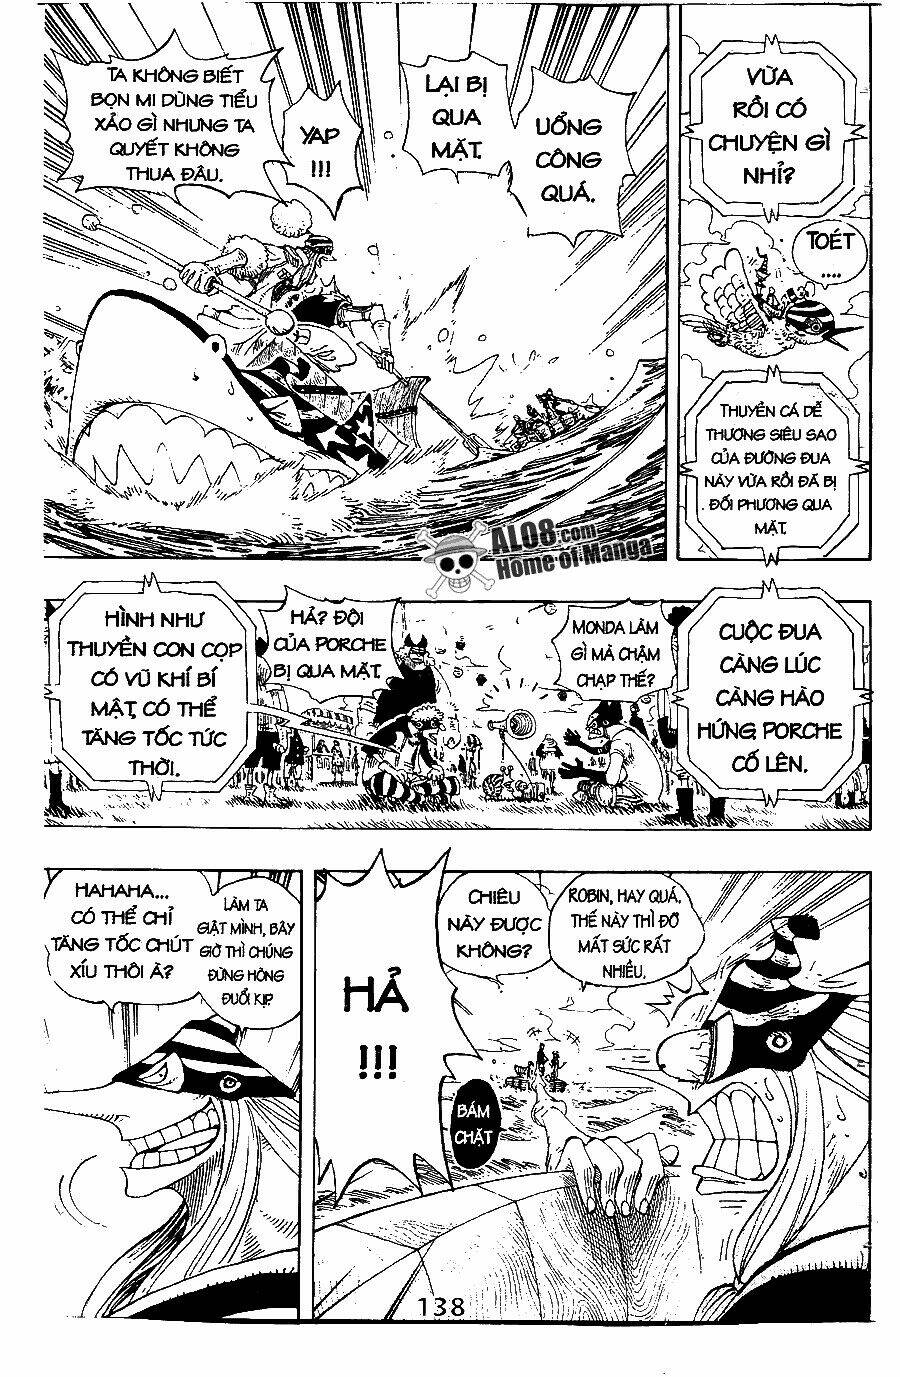 VỪA
RỒI CÓ
CHUYỆN GÌ
NHỈ?
TOÉT
....
THUYỀN CÁ DỄ
THƯƠNG SIÊU SAO
CỦA ĐƯỜNG ĐUA
NÀY VỪA RỒI ĐÃ BỊ
ĐỐI PHƯƠNG QUA
MẶT.
UỔNG
CÔNG
QUÁ.
LẠI BỊ
QUA
MẶT.
YAP
!!!
TA KHÔNG BIẾT
BỌN MI DÙNG TIỂU
XẢO GÌ NHƯNG TA
QUYẾT KHÔNG
THUA ĐÂU.
ALO8.com
Home of Manga
CUỘC ĐUA
CÀNG LÚC
CÀNG HÀO
HỨNG. PORCHE
CỐ LÊN.
MONDA LÀM
GÌ MÀ CHẬM
CHẠP THẾ?
HẢ? ĐỘI
CỦA PORCHE
BỊ QUA MẶT.
HÌNH NHƯ
THUYỀN CON CỌP
CÓ VŨ KHÍ BÍ
MẬT, CÓ THỂ
TĂNG TỐC TỨC
THỜI.
ROBIN, HAY QUÁ.
THẾ NÀY THÌ ĐỠ
MẤT SỨC RẤT
NHIỀU.
CHIÊU
NÀY ĐƯỢC
KHÔNG?
BÁM
CHẶT
HẢ
!!!
LÀM TA
GIẬT MÌNH, BÂY
GIỜ THÌ CHÚNG
ĐỪNG HÒNG
ĐUỔI KỊP.
HAHAHA...
CÓ THỂ CHỈ
TĂNG TỐC CHÚT
XÍU THÔI À?
138